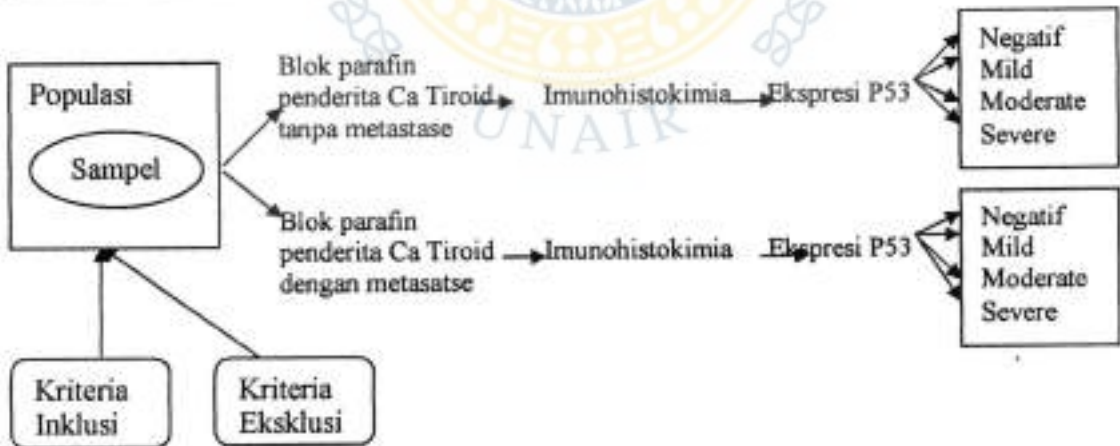 UNAIR
Populasi
Sampel
Blok parafin
penderita Ca Tiroid
tanpa metastase
Imunohistokimia
Ekspresi P53
Negatif
Mild
Moderate
Severe
Blok parafin
penderita Ca Tiroid
dengan metasatse
Imunohistokimia
Ekspresi P53
Negatif
Mild
Moderate
Severe
Kriteria
Inklusi
Kriteria
Eksklusi